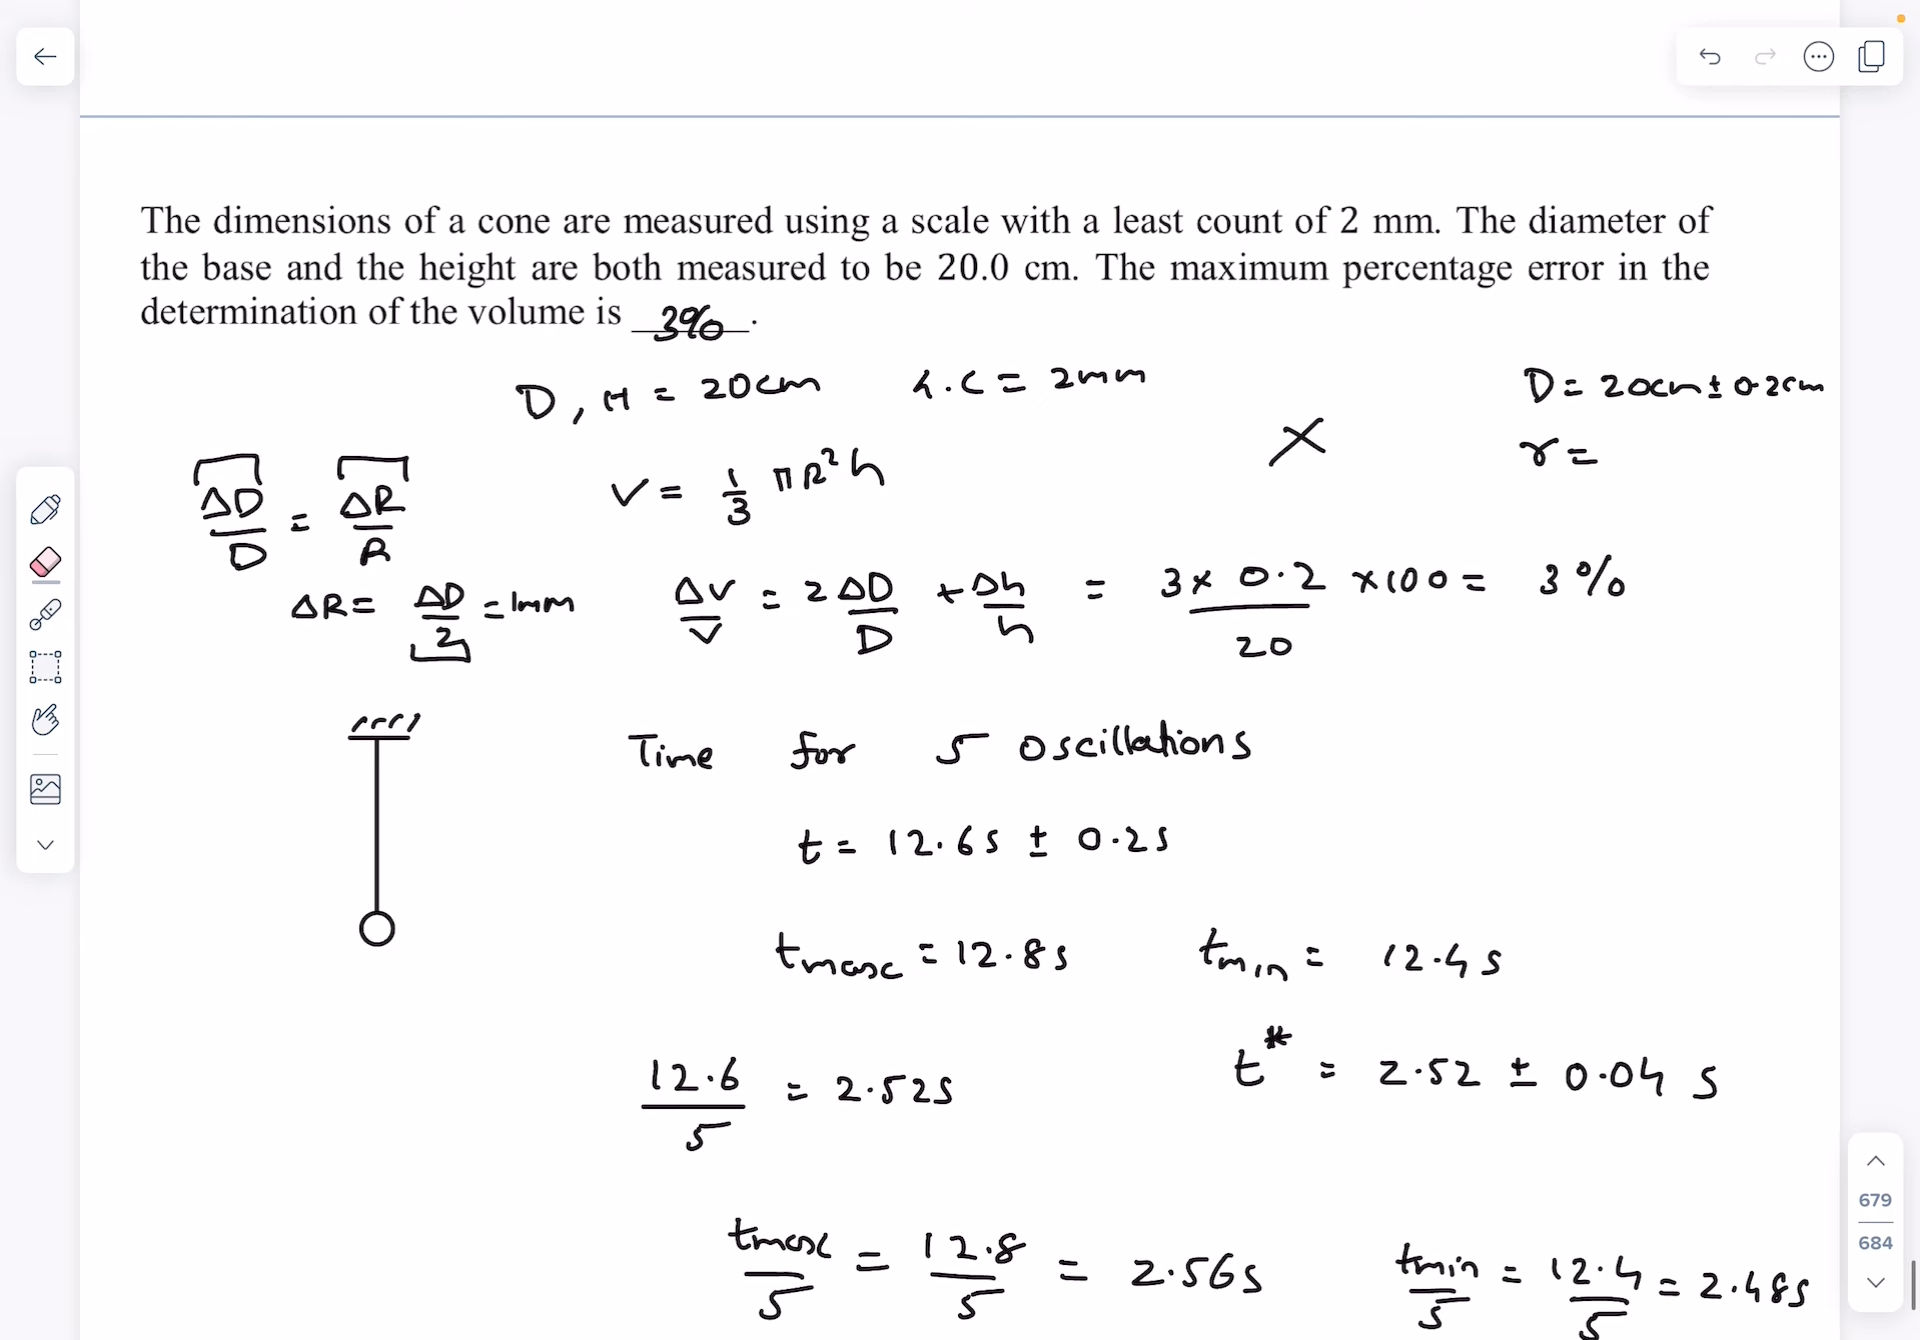 The dimensions of a cone are measured using a scale with a least count of 2 mm. The diameter of
the base and the height are both measured to be 20.0 cm. The maximum percentage error in the
determination of the volume is 3% .
D, H = 20cm L.C = 2mm D = 20cm ± 0.2cm
X r =
V = 1/3 πR²h
ΔD/D = ΔR/R
ΔR = ΔD/2 = 1mm
ΔV/V = 2ΔD/D + Δh/h = 3 × 0.2/20 × 100 = 3%
Time for 5 oscillations
t = 12.6s ± 0.2s
tmax = 12.8s tmin = 12.4s
12.6/5 = 2.52s t* = 2.52 ± 0.04 s
tmax/5 = 12.8/5 = 2.56s tmin/5 = 12.4/5 = 2.48s
679
684